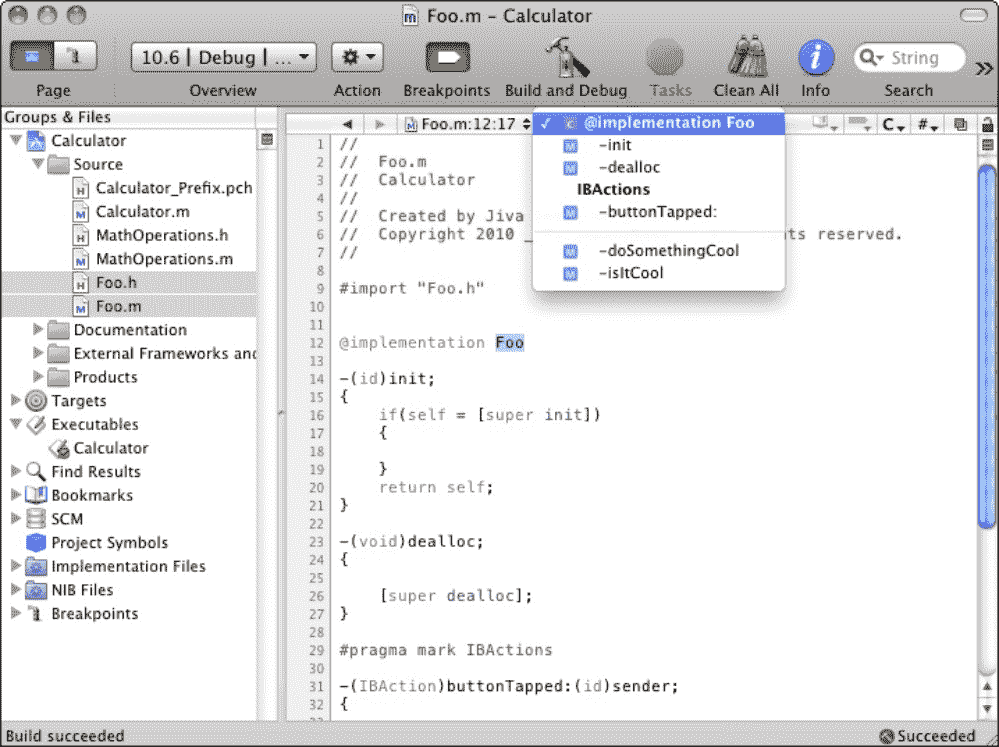 Foo.m – Calculator
10.6 | Debug | ...
String
Page
Overview
Action
Breakpoints
Build and Debug
Tasks
Clean All
Info
Search
Groups & Files
Calculator
Source
Calculator_Prefix.pch
Calculator.m
MathOperations.h
MathOperations.m
Foo.h
Foo.m
Documentation
External Frameworks and
Products
Targets
Executables
Calculator
Find Results
Bookmarks
SCM
Project Symbols
Implementation Files
NIB Files
Breakpoints
Foo.m:12:17
C
#
@implementation Foo
-init
-dealloc
IBActions
-buttonTapped:
-doSomethingCool
-isItCool
1 //
2 //  Foo.m
3 //  Calculator
4 //
5 //  Created by Jiva
6 //  Copyright 2010 _ ts reserved.
7 //
8
9 #import "Foo.h"
10
11
12 @implementation Foo
13
14 -(id)init;
15 {
16     if(self = [super init])
17     {
18
19     }
20     return self;
21 }
22
23 -(void)dealloc;
24 {
25
26     [super dealloc];
27 }
28
29 #pragma mark IBActions
30
31 -(IBAction)buttonTapped:(id)sender;
32 {
Build succeeded
Succeeded